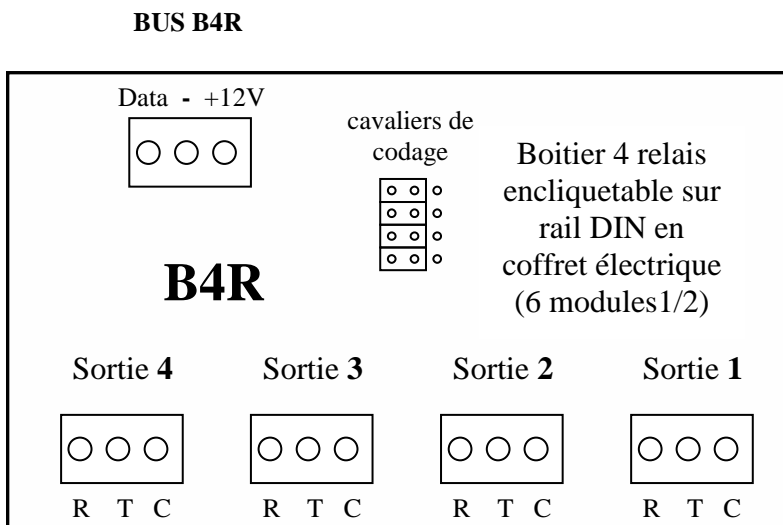 BUS B4R
Data - +12V
cavaliers de
codage
Boitier 4 relais
encliquetable sur
rail DIN en
coffret électrique
(6 modules1/2)
B4R
Sortie 4 Sortie 3 Sortie 2 Sortie 1
R T C R T C R T C R T C